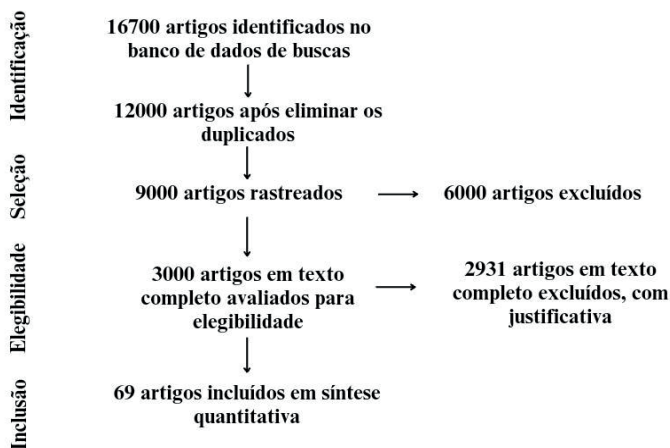 Identificação
16700 artigos identificados no
banco de dados de buscas
12000 artigos após eliminar os
duplicados
Seleção
9000 artigos rastreados
6000 artigos excluídos
Elegibilidade
3000 artigos em texto
completo avaliados para
elegibilidade
2931 artigos em texto
completo excluídos, com
justificativa
Inclusão
69 artigos incluídos em síntese
quantitativa